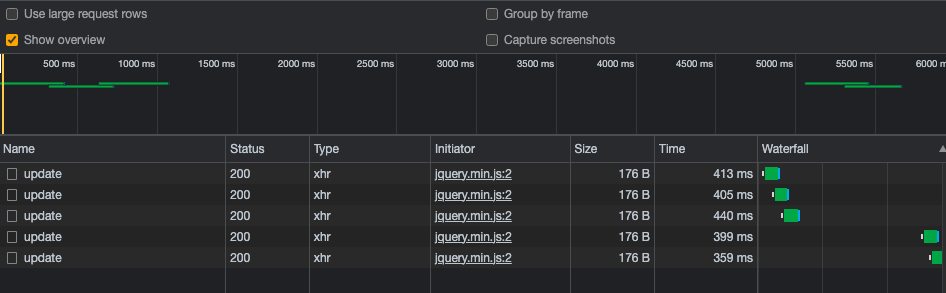 Use large request rows Group by frame
Show overview Capture screenshots
500 ms 1000 ms 1500 ms 2000 ms 2500 ms 3000 ms 3500 ms 4000 ms 4500 ms 5000 ms 5500 ms 6000 m
Name Status Type Initiator Size Time Waterfall
update 200 xhr jquery.min.js:2 176 B 413 ms
update 200 xhr jquery.min.js:2 176 B 405 ms
update 200 xhr jquery.min.js:2 176 B 440 ms
update 200 xhr jquery.min.js:2 176 B 399 ms
update 200 xhr jquery.min.js:2 176 B 359 ms